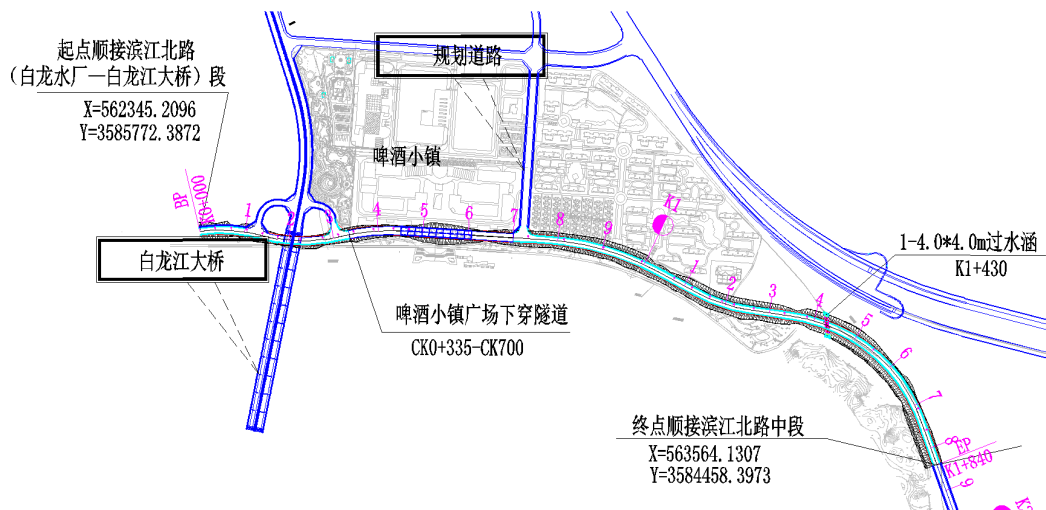 起点顺接滨江北路
（白龙水厂—白龙江大桥）段
X=562345.2096
Y=3585772.3872
规划道路
啤酒小镇
BP
K0+000
1
2
3
4
5
6
7
8
9
K1
白龙江大桥
啤酒小镇广场下穿隧道
CK0+335-CK700
1-4.0*4.0m过水涵
K1+430
1
2
3
4
5
6
7
8
EP
K1+840
9
终点顺接滨江北路中段
X=563564.1307
Y=3584458.3973